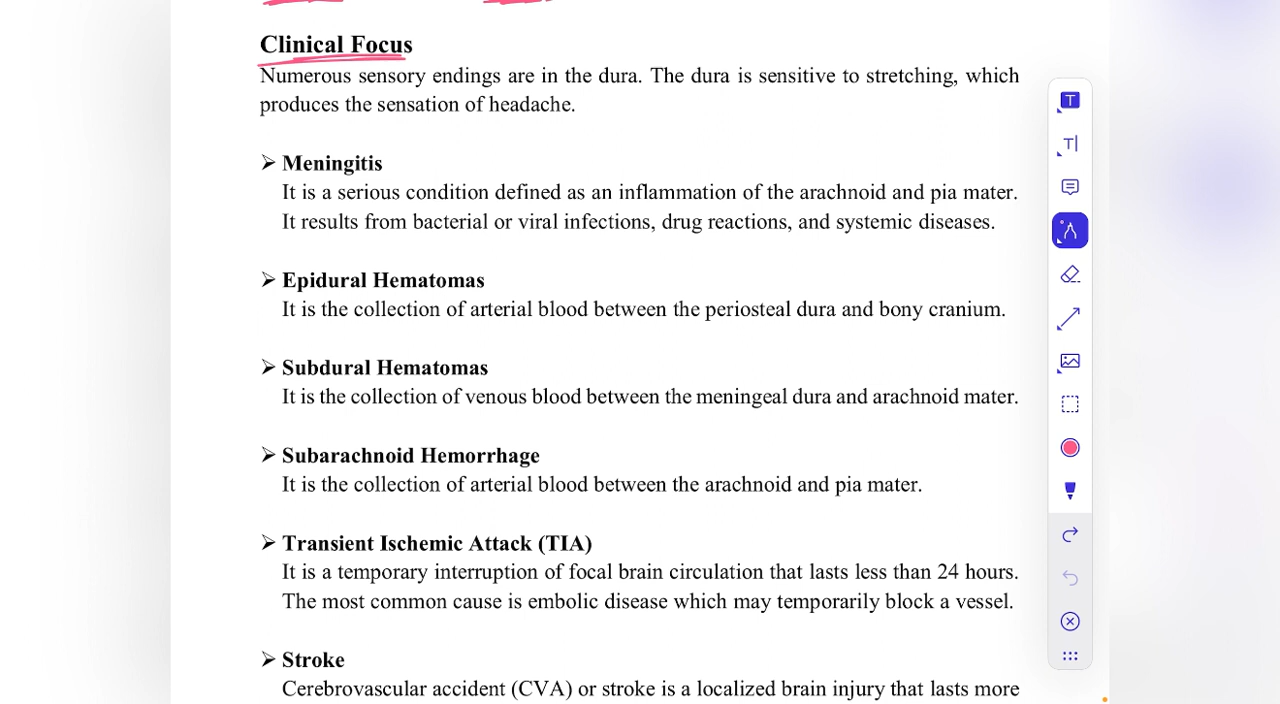 Clinical Focus
Numerous sensory endings are in the dura. The dura is sensitive to stretching, which
produces the sensation of headache.
➢ Meningitis
It is a serious condition defined as an inflammation of the arachnoid and pia mater.
It results from bacterial or viral infections, drug reactions, and systemic diseases.
➢ Epidural Hematomas
It is the collection of arterial blood between the periosteal dura and bony cranium.
➢ Subdural Hematomas
It is the collection of venous blood between the meningeal dura and arachnoid mater.
➢ Subarachnoid Hemorrhage
It is the collection of arterial blood between the arachnoid and pia mater.
➢ Transient Ischemic Attack (TIA)
It is a temporary interruption of focal brain circulation that lasts less than 24 hours.
The most common cause is embolic disease which may temporarily block a vessel.
➢ Stroke
Cerebrovascular accident (CVA) or stroke is a localized brain injury that lasts more